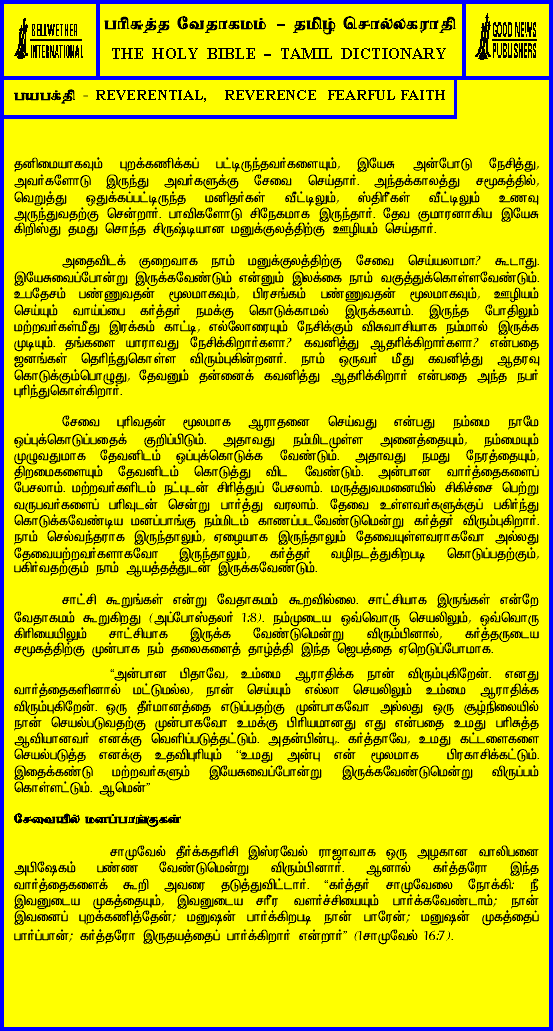 BELLWETHER
INTERNATIONAL
பரிசுத்த வேதாகமம் – தமிழ் சொல்லகராதி
THE HOLY BIBLE – TAMIL DICTIONARY
GOOD NEWS
PUBLISHERS
பயபக்தி - REVERENTIAL, REVERENCE FEARFUL FAITH
தனிமையாகவும் புறக்கணிக்கப் பட்டிருந்தவர்களையும், இயேசு அன்போடு நேசித்து,
அவர்களோடு இருந்து அவர்களுக்கு சேவை செய்தார். அந்தக்காலத்து சமூகத்தில்,
வெறுத்து ஒதுக்கப்பட்டிருந்த மனிதர்கள் வீட்டிலும், ஸ்திரீகள் வீட்டிலும் உணவு
அருந்துவதற்கு சென்றார். பாவிகளோடு சிநேகமாக இருந்தார். தேவ குமாரனாகிய இயேசு
கிறிஸ்து தமது சொந்த சிருஷ்டியான மனுக்குலத்திற்கு ஊழியம் செய்தார்.
அதைவிடக் குறைவாக நாம் மனுக்குலத்திற்கு சேவை செய்யலாமா? கூடாது.
இயேசுவைப்போன்று இருக்கவேண்டும் என்னும் இலக்கை நாம் வகுத்துக்கொள்ளவேண்டும்.
உபதேசம் பண்ணுவதன் மூலமாகவும், பிரசங்கம் பண்ணுவதன் மூலமாகவும், ஊழியம்
செய்யும் வாய்ப்பை கர்த்தர் நமக்கு கொடுக்காமல் இருக்கலாம். இருந்த போதிலும்
மற்றவர்கள்மீது இரக்கம் காட்டி, எல்லோரையும் நேசிக்கும் விசுவாசியாக நம்மால் இருக்க
முடியும். தங்களை யாராவது நேசிக்கிறார்களா? கவனித்து ஆதரிக்கிறார்களா? என்பதை
ஜனங்கள் தெரிந்துகொள்ள விரும்புகின்றனர். நாம் ஒருவர் மீது கவனித்து ஆதரவு
கொடுக்கும்பொழுது, தேவனும் தன்னைக் கவனித்து ஆதரிக்கிறார் என்பதை அந்த நபர்
புரிந்துகொள்கிறார்.
சேவை புரிவதன் மூலமாக ஆராதனை செய்வது என்பது நம்மை நாமே
ஒப்புக்கொடுப்பதைக் குறிப்பிடும். அதாவது நம்மிடமுள்ள அனைத்தையும், நம்மையும்
முழுவதுமாக தேவனிடம் ஒப்புக்கொடுக்க வேண்டும். அதாவது நமது நேரத்தையும்,
திறமைகளையும் தேவனிடம் கொடுத்து விட வேண்டும். அன்பான வார்த்தைகளைப்
பேசலாம். மற்றவர்களிடம் நட்புடன் சிரித்துப் பேசலாம். மருத்துவமனையில் சிகிச்சை பெற்று
வருபவர்களைப் பரிவுடன் சென்று பார்த்து வரலாம். தேவை உள்ளவர்களுக்குப் பகிர்ந்து
கொடுக்கவேண்டிய மனப்பாங்கு நம்மிடம் காணப்படவேண்டுமென்று கர்த்தர் விரும்புகிறார்.
நாம் செல்வந்தராக இருந்தாலும், ஏழையாக இருந்தாலும் தேவையுள்ளவராகவோ அல்லது
தேவையற்றவர்களாகவோ இருந்தாலும், கர்த்தர் வழிநடத்துகிறபடி கொடுப்பதற்கும்,
பகிர்வதற்கும் நாம் ஆயத்தத்துடன் இருக்கவேண்டும்.
சாட்சி கூறுங்கள் என்று வேதாகமம் கூறவில்லை. சாட்சியாக இருங்கள் என்றே
வேதாகமம் கூறுகிறது (அப்போஸ்தலர் 1:8). நம்முடைய ஒவ்வொரு செயலிலும், ஒவ்வொரு
கிரியையிலும் சாட்சியாக இருக்க வேண்டுமென்று விரும்பினால், கர்த்தருடைய
சமூகத்திற்கு முன்பாக நம் தலைகளைத் தாழ்த்தி இந்த ஜெபத்தை ஏறெடுப்போமாக.
“அன்பான பிதாவே, உம்மை ஆராதிக்க நான் விரும்புகிறேன். எனது
வார்த்தைகளினால் மட்டுமல்ல, நான் செய்யும் எல்லா செயலிலும் உம்மை ஆராதிக்க
விரும்புகிறேன். ஒரு தீர்மானத்தை எடுப்பதற்கு முன்பாகவோ அல்லது ஒரு சூழ்நிலையில்
நான் செயல்படுவதற்கு முன்பாகவோ உமக்கு பிரியமானது எது என்பதை உமது பரிசுத்த
ஆவியானவர் எனக்கு வெளிப்படுத்தட்டும். அதன்பின்பு, கர்த்தாவே, உமது கட்டளைகளை
செயல்படுத்த எனக்கு உதவிபுரியும் “உமது அன்பு என் மூலமாக பிரகாசிக்கட்டும்.
இதைக்கண்டு மற்றவர்களும் இயேசுவைப்போன்று இருக்கவேண்டுமென்று விருப்பம்
கொள்ளட்டும். ஆமென்”
சேவையில் மனப்பாங்குகள்
சாமுவேல் தீர்க்கதரிசி இஸ்ரவேல் ராஜாவாக ஒரு அழகான வாலிபனை
அபிஷேகம் பண்ண வேண்டுமென்று விரும்பினார். ஆனால் கர்த்தரோ இந்த
வார்த்தைகளைக் கூறி அவரை தடுத்துவிட்டார். “கர்த்தர் சாமுவேலை நோக்கி: நீ
இவனுடைய முகத்தையும், இவனுடைய சரீர வளர்ச்சியையும் பார்க்கவேண்டாம்; நான்
இவனைப் புறக்கணித்தேன்; மனுஷன் பார்க்கிறபடி நான் பாரேன்; மனுஷன் முகத்தைப்
பார்ப்பான்; கர்த்தரோ இருதயத்தைப் பார்க்கிறார் என்றார்” (1சாமுவேல் 16:7).